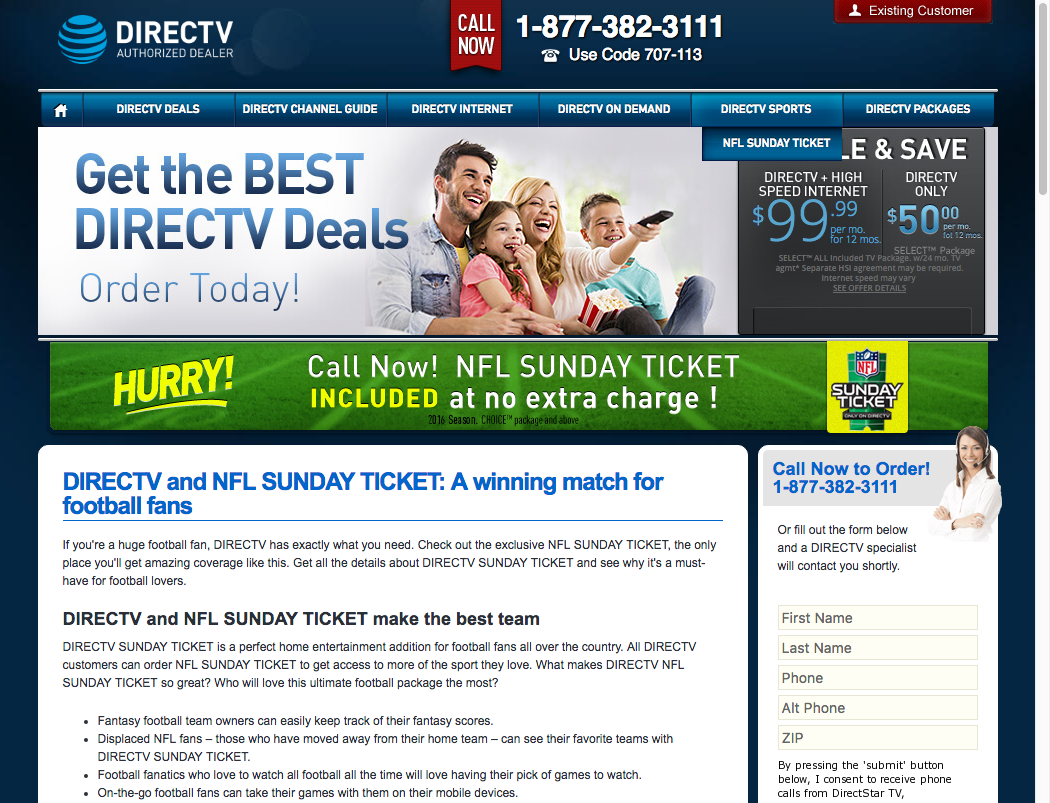 DIRECTV
AUTHORIZED DEALER
CALL
NOW
1-877-382-3111
Use Code 707-113
Existing Customer
DIRECTV DEALS
DIRECTV CHANNEL GUIDE
DIRECTV INTERNET
DIRECTV ON DEMAND
DIRECTV SPORTS
DIRECTV PACKAGES
NFL SUNDAY TICKET
Get the BEST
DIRECTV Deals
Order Today!
LE & SAVE
DIRECTV + HIGH
SPEED INTERNET
$99.99
per mo.
for 12 mos.
DIRECTV
ONLY
$5000
per mo.
fot 12 mos.
SELECT™ Package
SELECT™ ALL Included TV Package. w/24 mo. TV
agmt* Separate HSI agreement may be required.
Internet speed may vary
SEE OFFER DETAILS
HURRY!
Call Now! NFL SUNDAY TICKET
INCLUDED at no extra charge !
2016 Season. CHOICE™ package and above
NFL
SUNDAY
TICKET
ONLY ON DIRECTV
DIRECTV and NFL SUNDAY TICKET: A winning match for
football fans
If you're a huge football fan, DIRECTV has exactly what you need. Check out the exclusive NFL SUNDAY TICKET, the only
place you'll get amazing coverage like this. Get all the details about DIRECTV SUNDAY TICKET and see why it's a must-
have for football lovers.
DIRECTV and NFL SUNDAY TICKET make the best team
DIRECTV SUNDAY TICKET is a perfect home entertainment addition for football fans all over the country. All DIRECTV
customers can order NFL SUNDAY TICKET to get access to more of the sport they love. What makes DIRECTV NFL
SUNDAY TICKET so great? Who will love this ultimate football package the most?
• Fantasy football team owners can easily keep track of their fantasy scores.
• Displaced NFL fans – those who have moved away from their home team – can see their favorite teams with
DIRECTV SUNDAY TICKET.
• Football fanatics who love to watch all football all the time will love having their pick of games to watch.
• On-the-go football fans can take their games with them on their mobile devices.
Call Now to Order!
1-877-382-3111
Or fill out the form below
and a DIRECTV specialist
will contact you shortly.
First Name
Last Name
Phone
Alt Phone
ZIP
By pressing the 'submit' button
below, I consent to receive phone
calls from DirectStar TV,